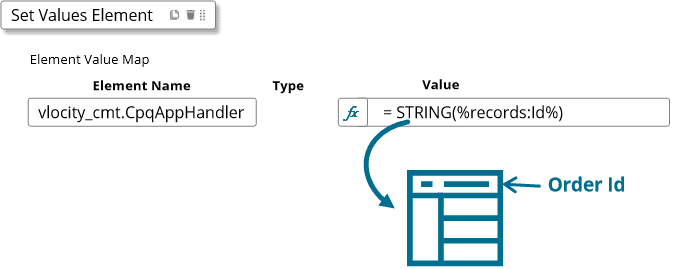 Set Values Element
Element Value Map
Element Name Type Value
vlocity_cmt.CpqAppHandler fx = STRING(%records:Id%)
Order Id